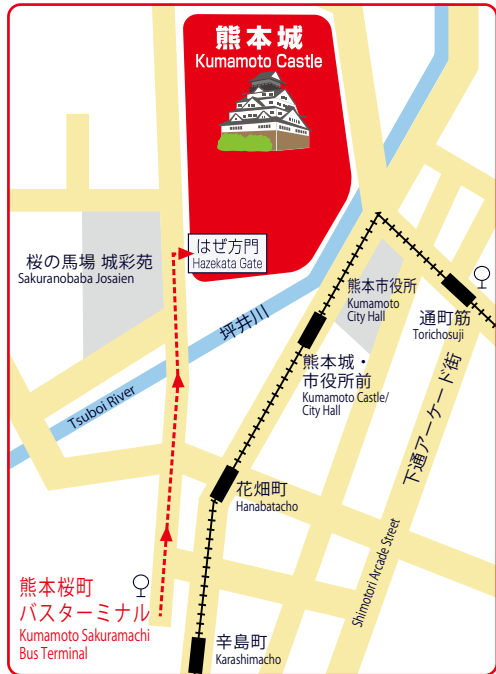 熊本城
Kumamoto Castle
はぜ方門
Hazekata Gate
桜の馬場 城彩苑
Sakuranobaba Josaien
熊本市役所
Kumamoto
City Hall
通町筋
Torichosuji
坪井川
Tsuboi River
熊本城・
市役所前
Kumamoto Castle/
City Hall
下通アーケード街
Shimotori Arcade Street
花畑町
Hanabatacho
熊本桜町
バスターミナル
Kumamoto Sakuramachi
Bus Terminal
辛島町
Karashimacho